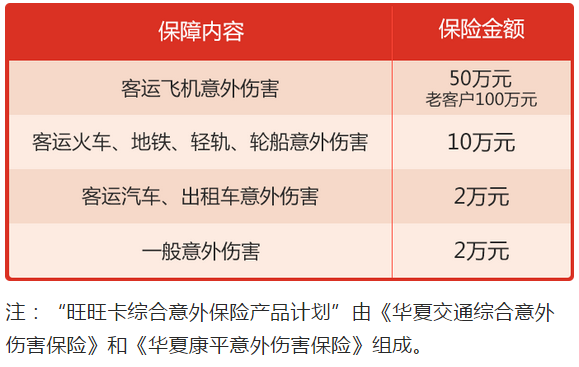 保障内容 保险金额
客运飞机意外伤害 50万元
老客户100万元
客运火车、地铁、轻轨、轮船意外伤害 10万元
客运汽车、出租车意外伤害 2万元
一般意外伤害 2万元
注：“旺旺卡综合意外保险产品计划”由《华夏交通综合意外
伤害保险》和《华夏康平意外伤害保险》组成。